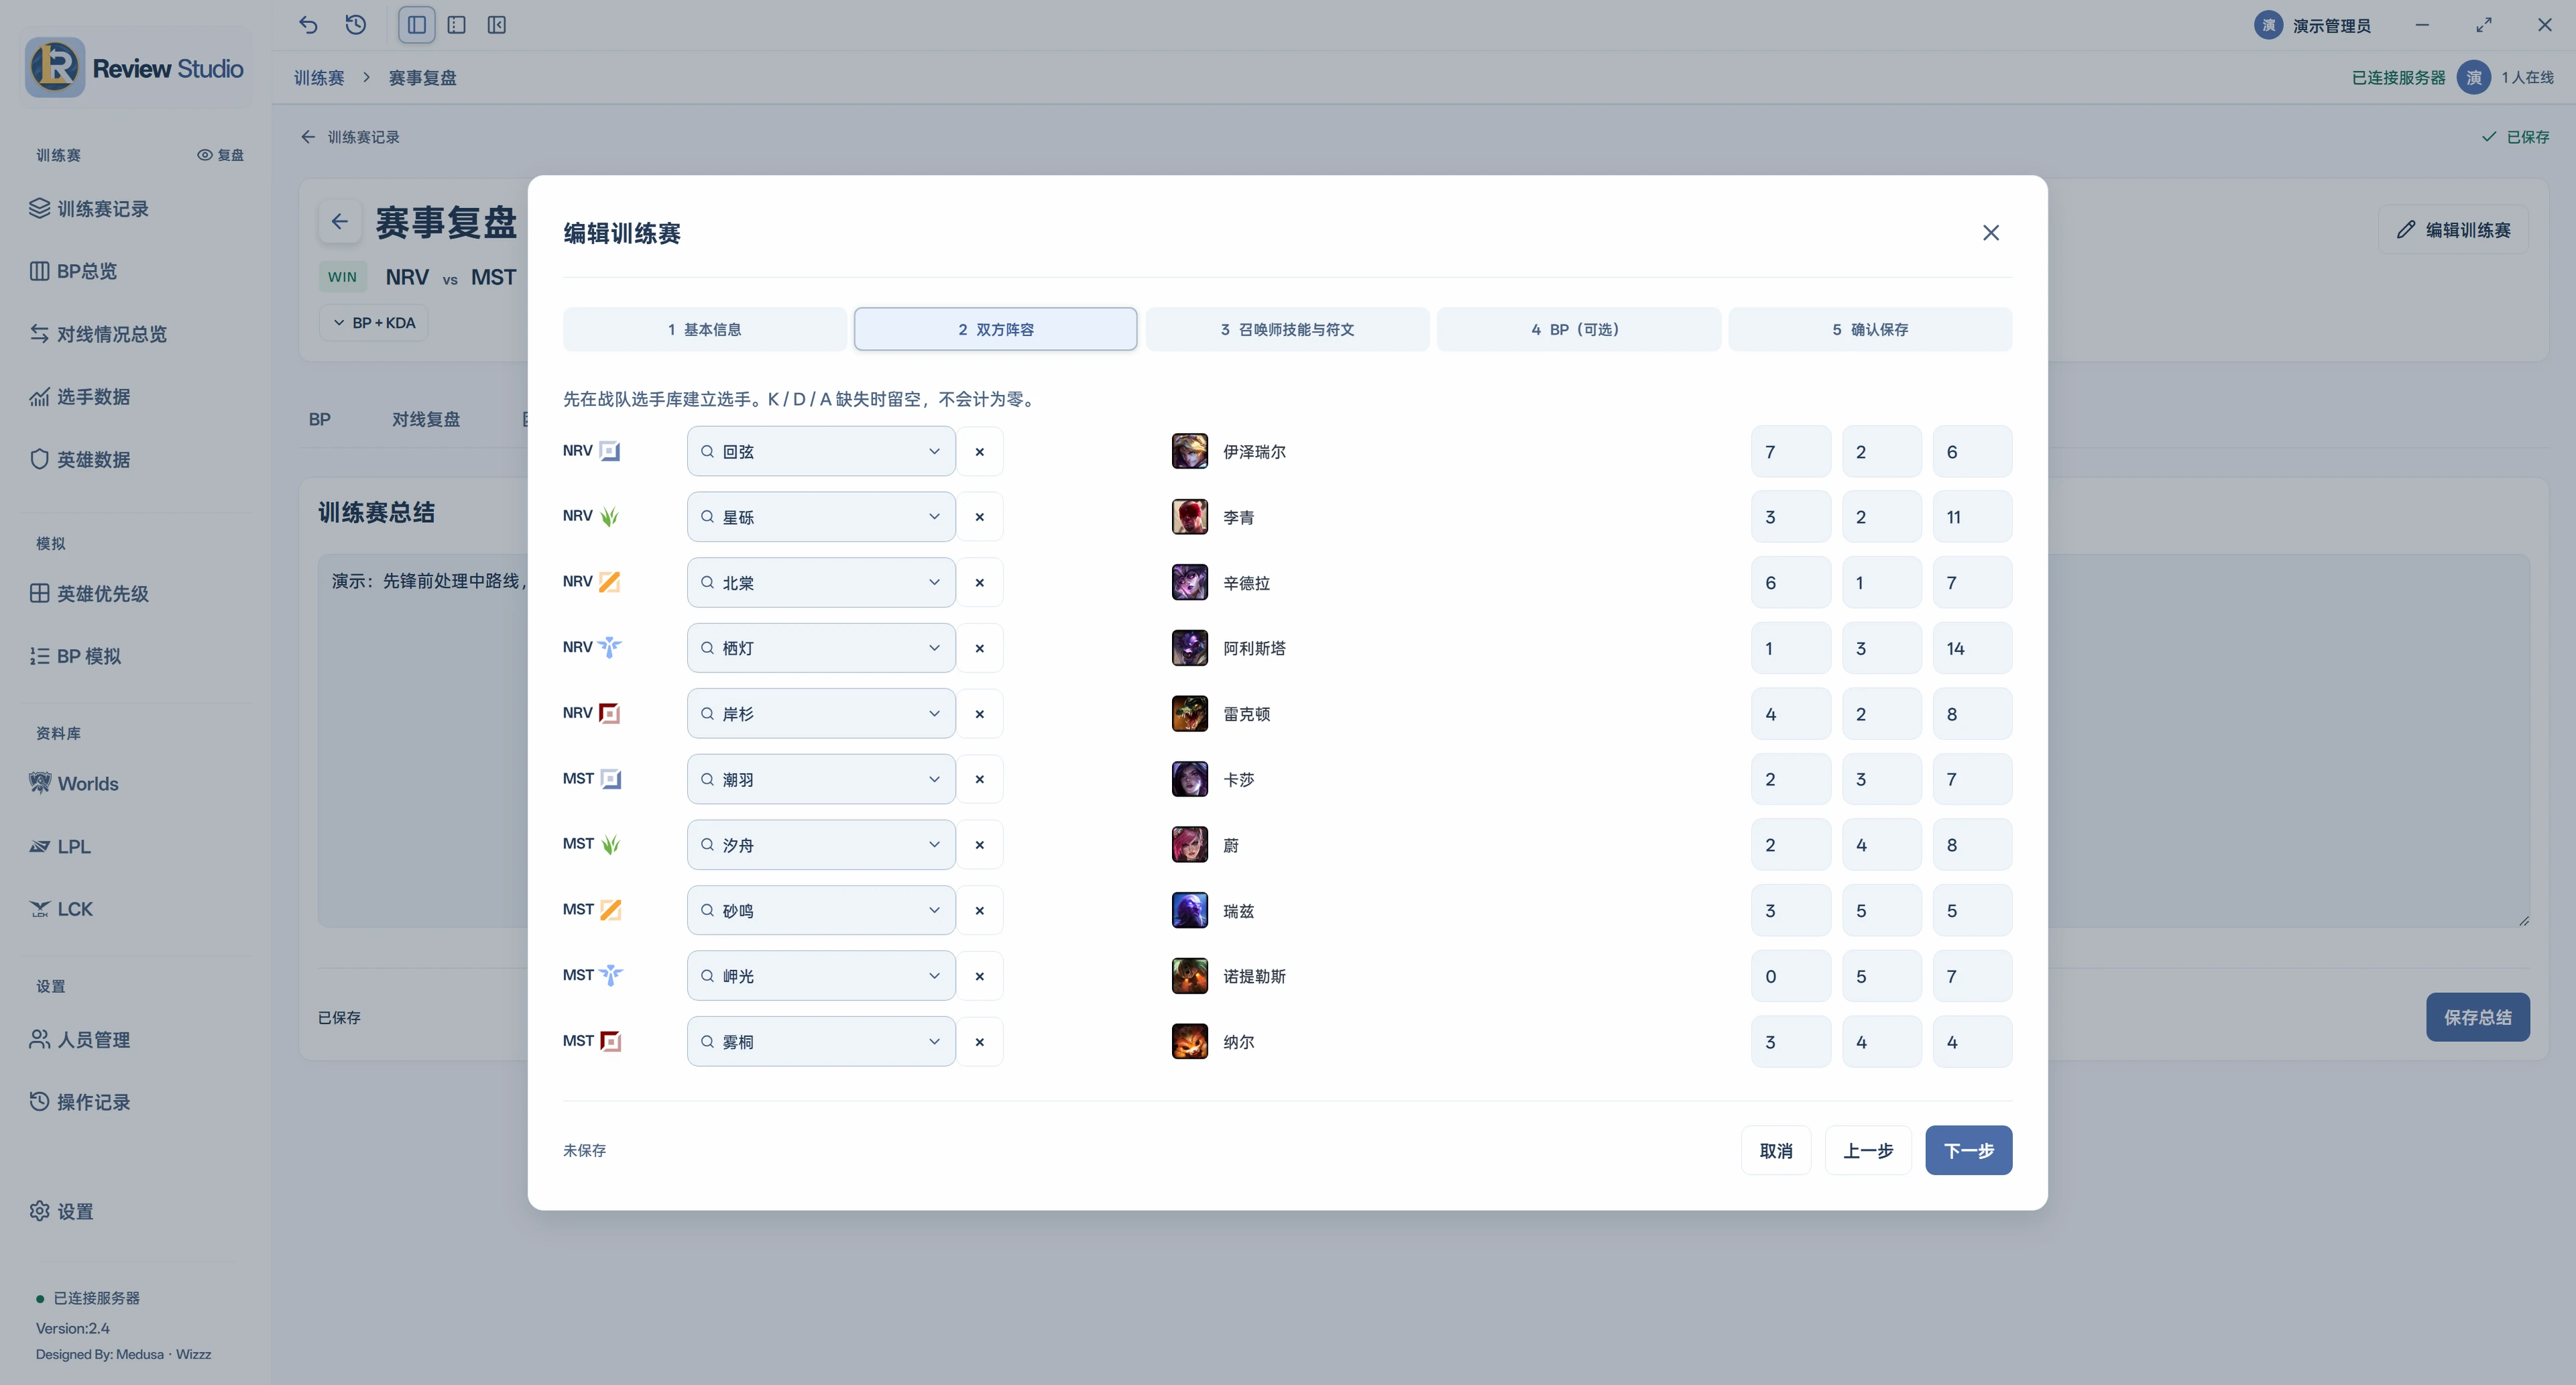 演 演示管理员
Review Studio
训练赛 > 赛事复盘
已连接服务器 演 1人在线
训练赛记录
已保存
训练赛 复盘
训练赛记录
BP总览
对线情况总览
选手数据
英雄数据
模拟
英雄优先级
BP 模拟
资料库
Worlds
LPL
LCK
设置
人员管理
操作记录
设置
已连接服务器
Version:2.4
Designed By: Medusa · Wizzz
赛事复盘
编辑训练赛
WIN NRV vs MST
BP + KDA
BP 对线复盘
训练赛总结
演示：先锋前处理中路线，
已保存
保存总结
编辑训练赛
1 基本信息
2 双方阵容
3 召唤师技能与符文
4 BP（可选）
5 确认保存
先在战队选手库建立选手。K / D / A 缺失时留空，不会计为零。
NRV 回弦 × 伊泽瑞尔 7 2 6
NRV 星砾 × 李青 3 2 11
NRV 北棠 × 辛德拉 6 1 7
NRV 栖灯 × 阿利斯塔 1 3 14
NRV 岸杉 × 雷克顿 4 2 8
MST 潮羽 × 卡莎 2 3 7
MST 汐舟 × 蔚 2 4 8
MST 砂鸣 × 瑞兹 3 5 5
MST 岬光 × 诺提勒斯 0 5 7
MST 雾桐 × 纳尔 3 4 4
未保存
取消
上一步
下一步